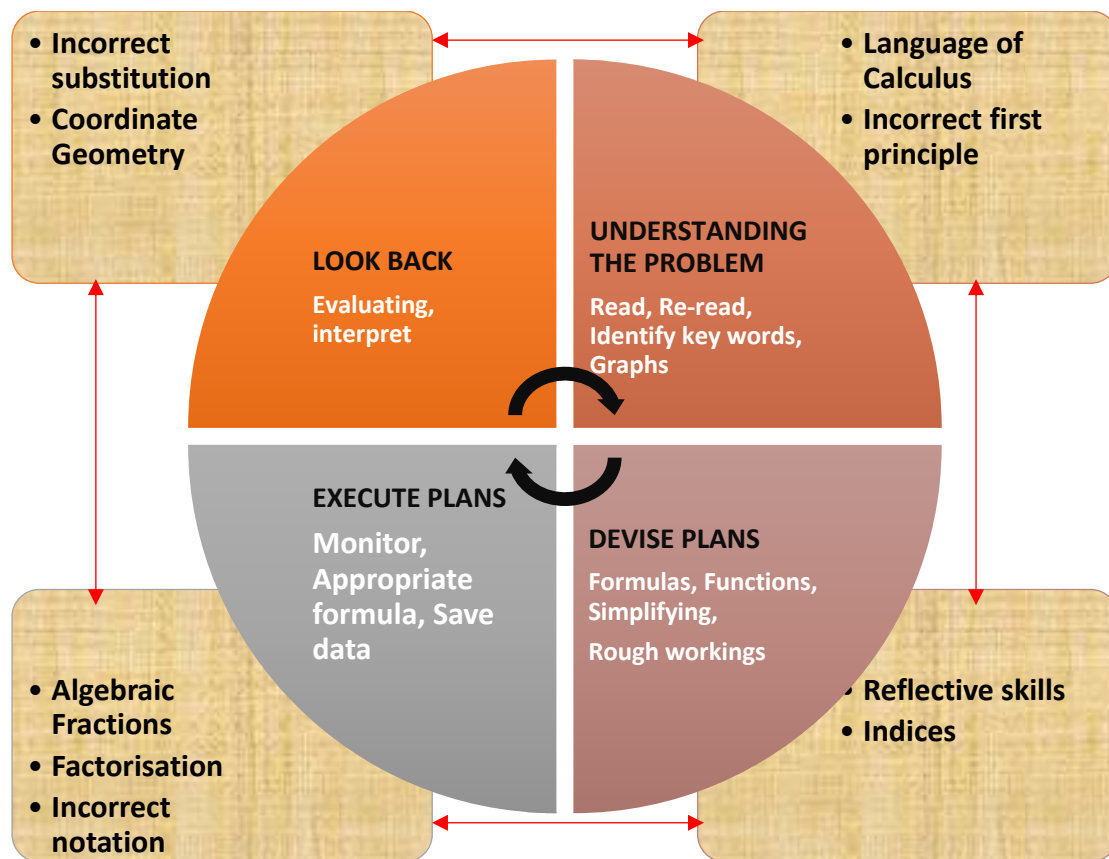 • Incorrect
substitution
• Coordinate
Geometry
• Language of
Calculus
• Incorrect first
principle
LOOK BACK
Evaluating,
interpret
UNDERSTANDING
THE PROBLEM
Read, Re-read,
Identify key words,
Graphs
EXECUTE PLANS
Monitor,
Appropriate
formula, Save
data
DEVISE PLANS
Formulas, Functions,
Simplifying,
Rough workings
• Algebraic
Fractions
• Factorisation
• Incorrect
notation
• Reflective skills
• Indices